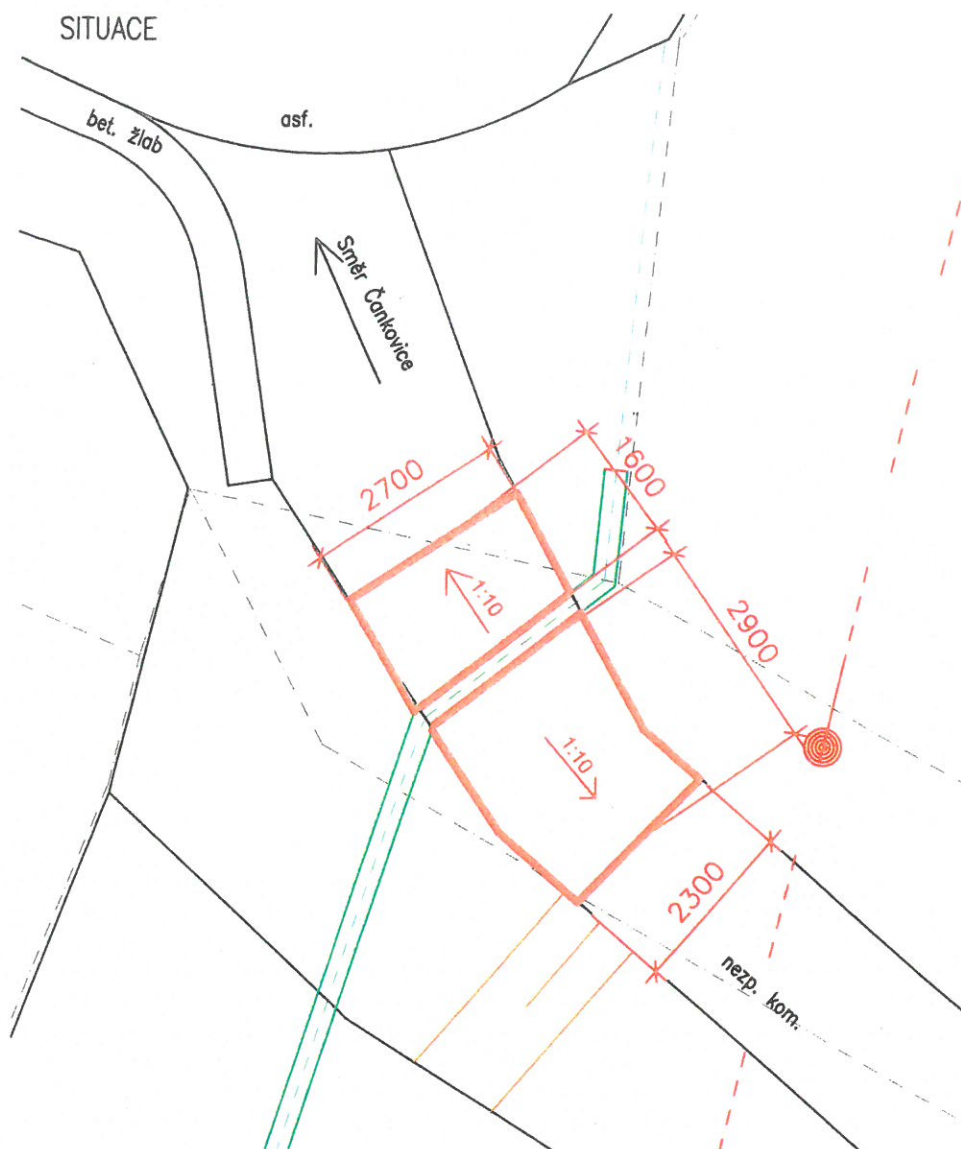 SITUACE
asf.
bet. žlab
Směr Čankovice
2700
1600
1:10
2900
1:10
2300
nezp. kom.